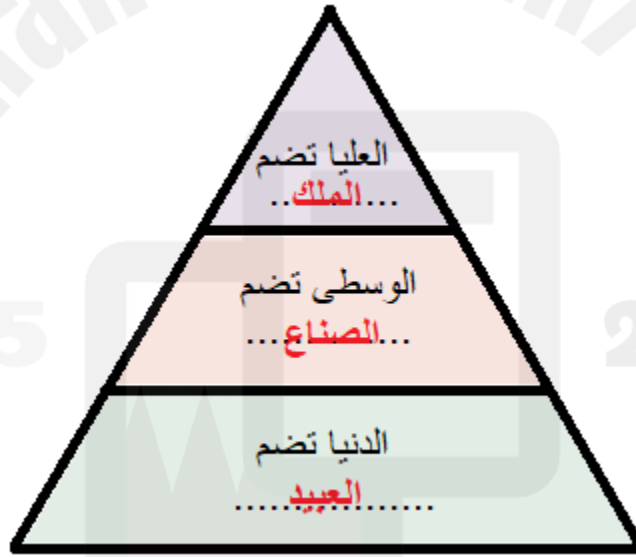 العليا تضم
..الملك.....
الوسطى تضم
...الصناع....
الدنيا تضم
.....العبيد......